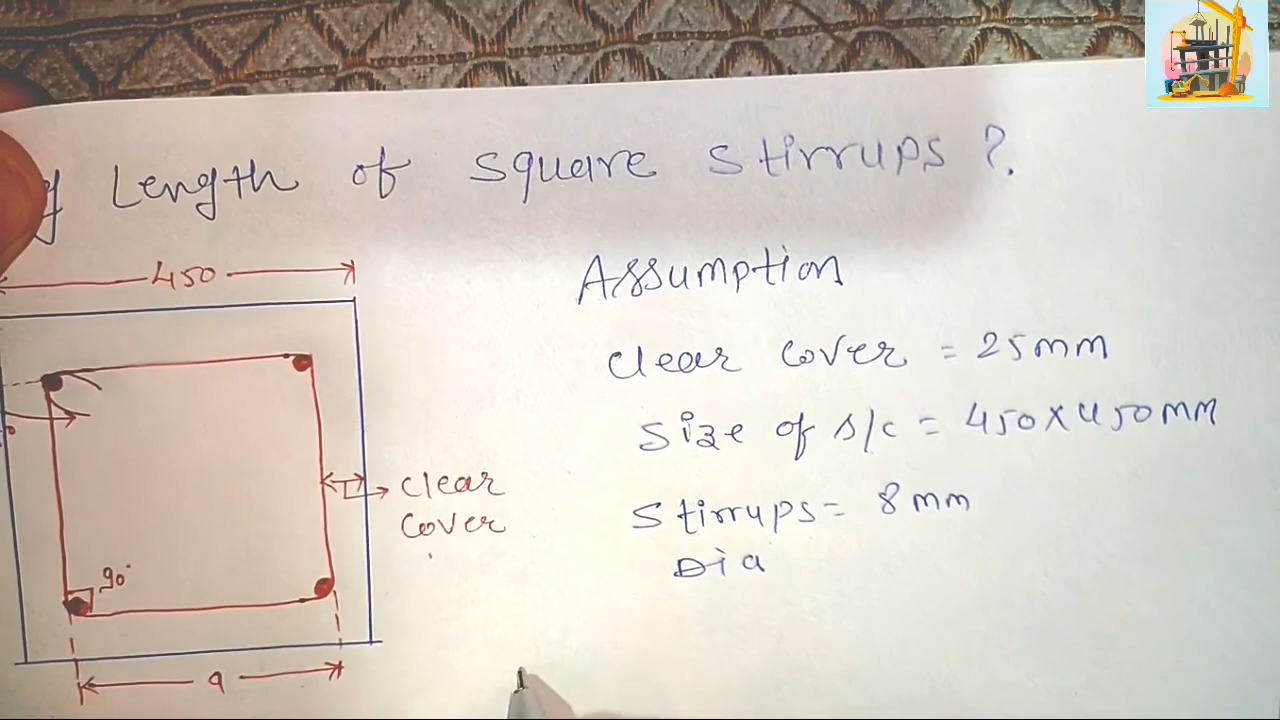 Length of square stirrups ?.
450
Assumption
Clear cover = 25mm
Size of s/c = 450x450mm
Clear
Cover
Stirrups = 8mm
Dia
90°
a